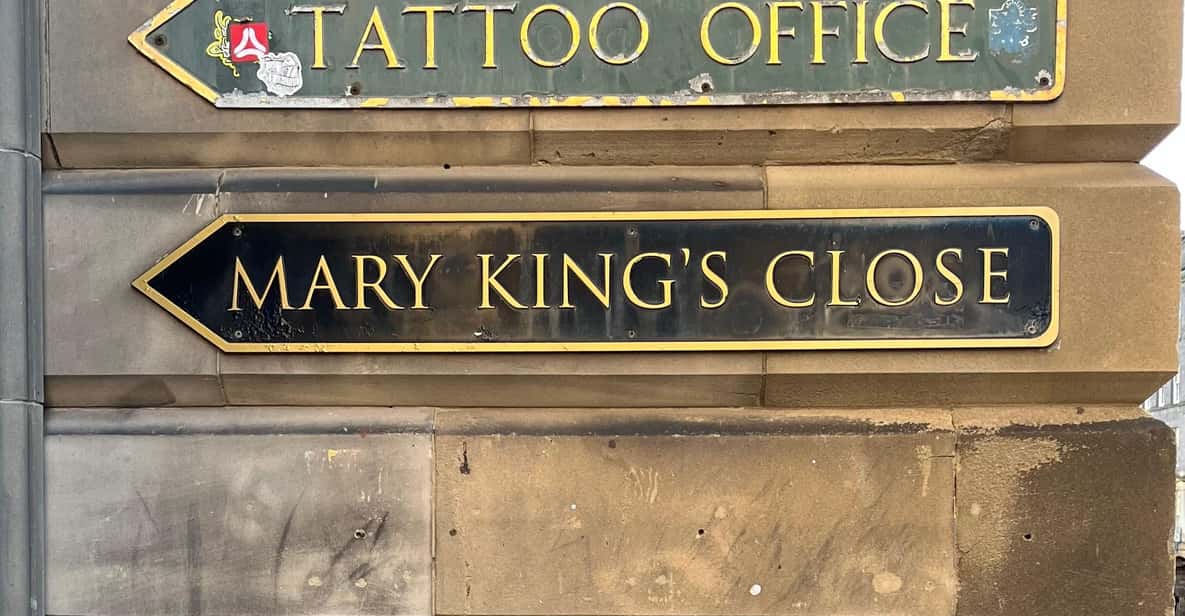 TATTOO OFFICE
MARY KING'S CLOSE